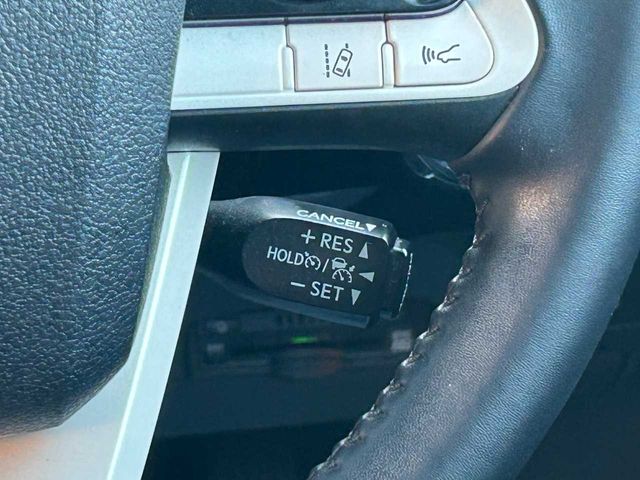 CANCEL▼
+ RES ▲
HOLD / ◀
− SET ▼